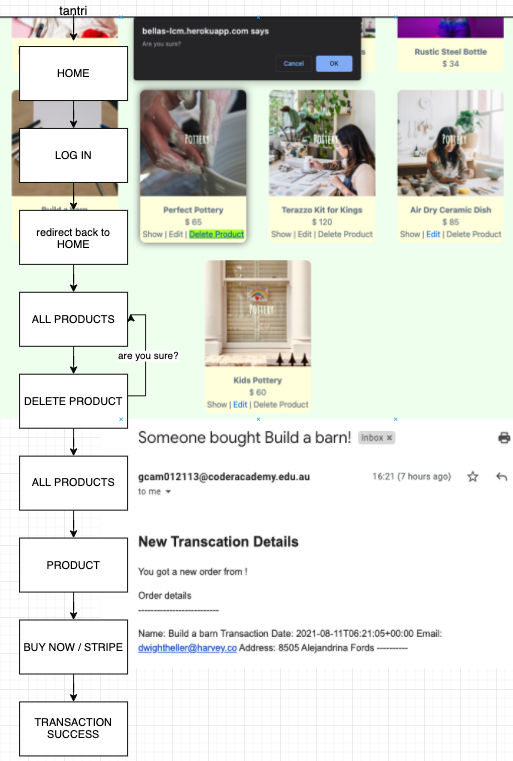 tantri
HOME
LOG IN
redirect back to
HOME
ALL PRODUCTS
are you sure?
DELETE PRODUCT
ALL PRODUCTS
PRODUCT
BUY NOW / STRIPE
TRANSACTION
SUCCESS
bellas-lcm.herokuapp.com says
Are you sure?
Cancel
OK
Rustic Steel Bottle
$ 34
POTTERY
Perfect Pottery
$ 65
Show | Edit | Delete Product
POTTERY
Terazzo Kit for Kings
$ 120
Show | Edit | Delete Product
POTTERY
Air Dry Ceramic Dish
$ 85
Show | Edit | Delete Product
POTTERY
Kids Pottery
$ 60
Show | Edit | Delete Product
Someone bought Build a barn! Inbox ×
gcam012113@coderacademy.edu.au 16:21 (7 hours ago)
to me
New Transcation Details
You got a new order from !
Order details
--------------------------
Name: Build a barn Transaction Date: 2021-08-11T06:21:05+00:00 Email:
dwightheller@harvey.co Address: 8505 Alejandrina Fords ----------